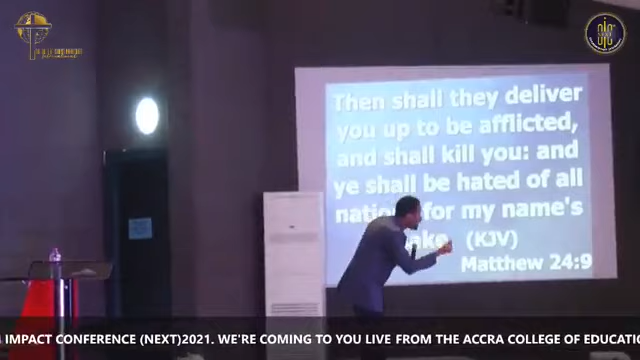 Then shall they deliver
you up to be afflicted,
and shall kill you: and
ye shall be hated of all
for my name's
(KJV)
Matthew 24:9
IMPACT CONFERENCE (NEXT)2021. WE'RE COMING TO YOU LIVE FROM THE ACCRA COLLEGE OF EDUCATIO